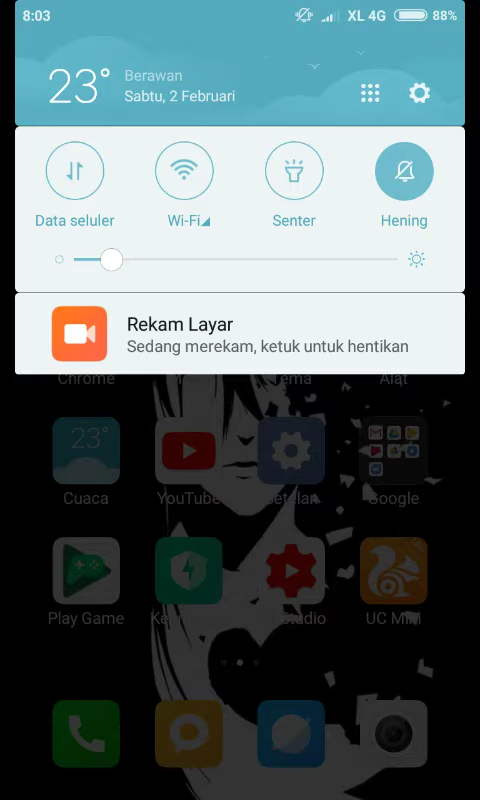 8:03 XL 4G 88%
23° Berawan
Sabtu, 2 Februari
Data seluler Wi-Fi Senter Hening
Rekam Layar
Sedang merekam, ketuk untuk hentikan
Chrome Alat
23°
Cuaca YouTube Google
Play Game UC Mini